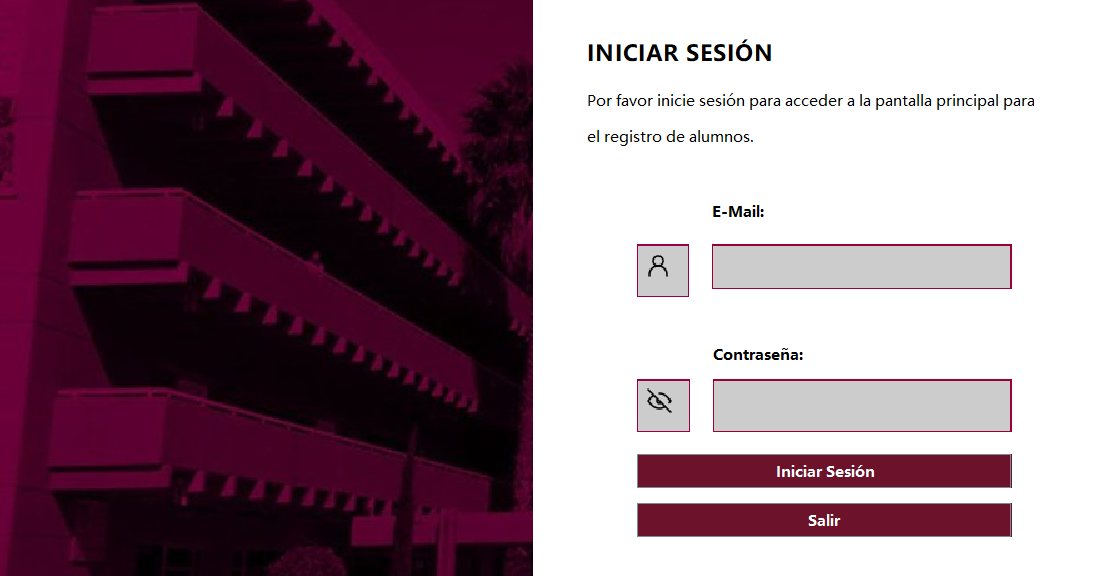 INICIAR SESIÓN
Por favor inicie sesión para acceder a la pantalla principal para
el registro de alumnos.
E-Mail:
Contraseña:
Iniciar Sesión
Salir